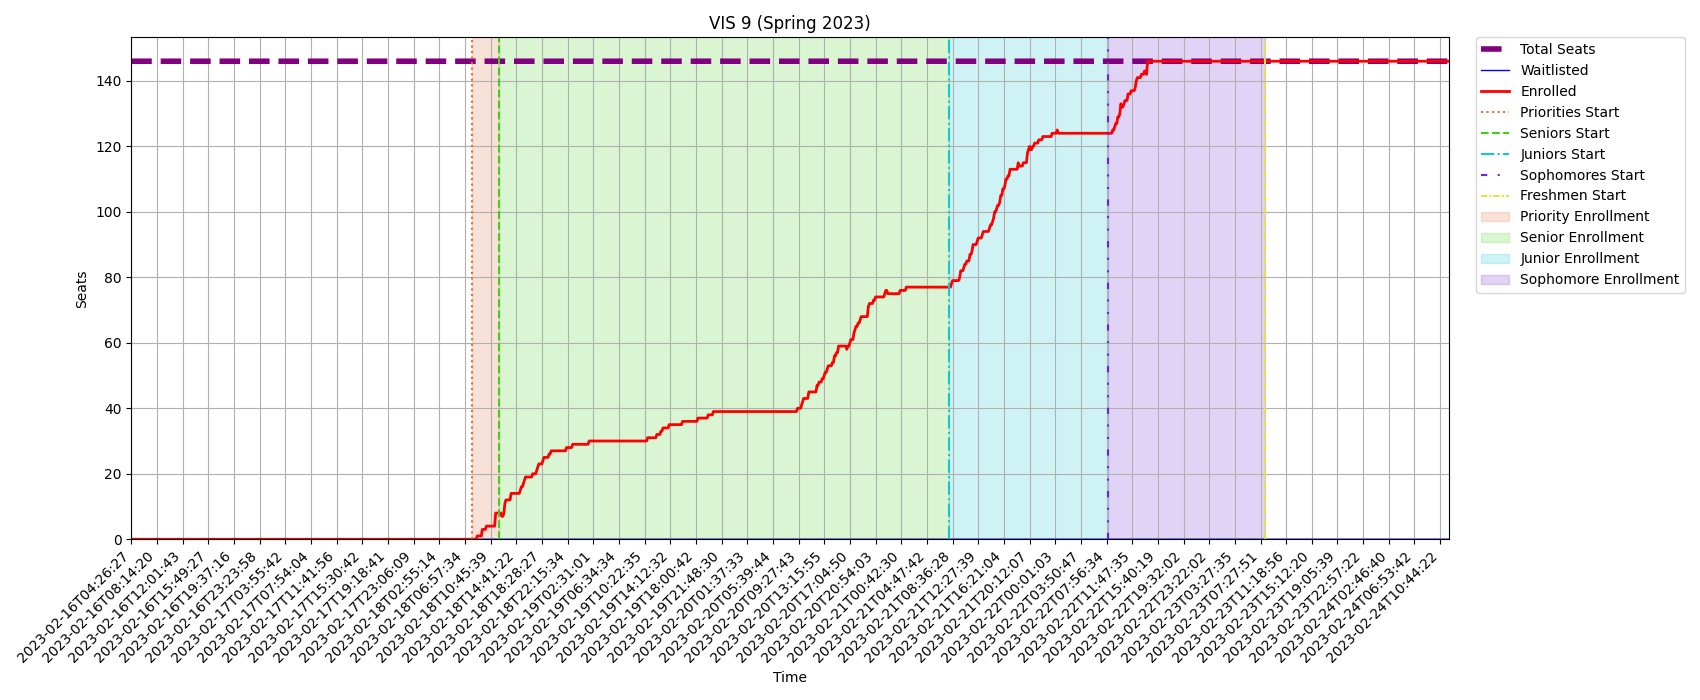 VIS 9 (Spring 2023)
Seats
140
120
100
80
60
40
20
0
2023-02-16T04:26:27
2023-02-16T08:14:20
2023-02-16T12:01:43
2023-02-16T15:49:27
2023-02-16T19:37:16
2023-02-16T23:23:58
2023-02-17T03:55:42
2023-02-17T07:54:04
2023-02-17T11:41:56
2023-02-17T15:30:42
2023-02-17T19:18:41
2023-02-17T23:06:09
2023-02-18T02:55:14
2023-02-18T06:57:34
2023-02-18T10:45:39
2023-02-18T14:41:22
2023-02-18T18:28:27
2023-02-18T22:15:34
2023-02-19T02:31:01
2023-02-19T06:34:34
2023-02-19T10:22:35
2023-02-19T14:12:32
2023-02-19T18:00:42
2023-02-19T21:48:30
2023-02-20T01:37:33
2023-02-20T05:39:44
2023-02-20T09:27:43
2023-02-20T13:15:55
2023-02-20T17:04:50
2023-02-20T20:54:03
2023-02-21T00:42:30
2023-02-21T04:47:42
2023-02-21T08:36:28
2023-02-21T12:27:39
2023-02-21T16:21:04
2023-02-21T20:12:07
2023-02-22T00:01:03
2023-02-22T03:50:47
2023-02-22T07:56:34
2023-02-22T11:47:35
2023-02-22T15:40:19
2023-02-22T19:32:02
2023-02-22T23:22:02
2023-02-23T03:27:35
2023-02-23T07:27:51
2023-02-23T11:18:56
2023-02-23T15:12:20
2023-02-23T19:05:39
2023-02-23T22:57:22
2023-02-24T02:46:40
2023-02-24T06:53:42
2023-02-24T10:44:22
Time
Total Seats
Waitlisted
Enrolled
Priorities Start
Seniors Start
Juniors Start
Sophomores Start
Freshmen Start
Priority Enrollment
Senior Enrollment
Junior Enrollment
Sophomore Enrollment